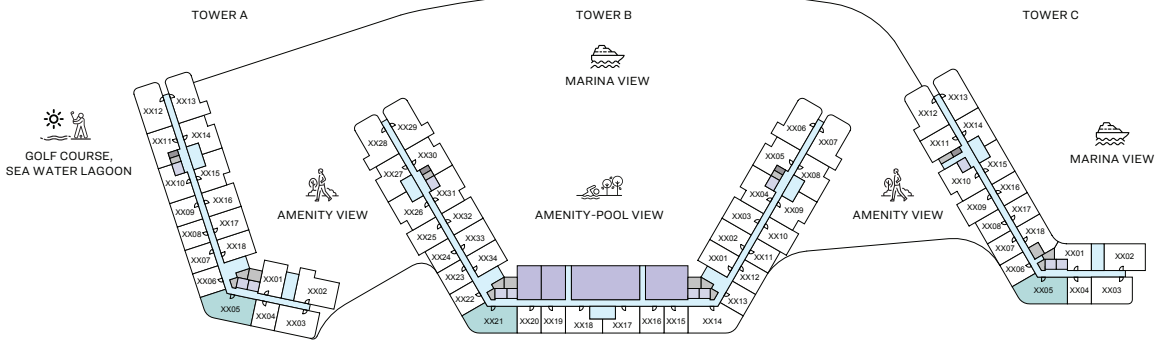 TOWER A
TOWER B
TOWER C
MARINA VIEW
GOLF COURSE,
SEA WATER LAGOON
AMENITY VIEW
AMENITY-POOL VIEW
AMENITY VIEW
MARINA VIEW
XX13
XX12
XX14
XX11
XX15
XX10
XX16
XX09
XX17
XX08
XX18
XX07
XX06
XX01
XX02
XX05
XX04
XX03
XX29
XX28
XX30
XX27
XX31
XX26
XX32
XX25
XX33
XX24
XX34
XX23
XX22
XX21
XX20
XX19
XX18
XX17
XX16
XX15
XX14
XX06
XX07
XX05
XX08
XX04
XX09
XX03
XX10
XX02
XX11
XX01
XX12
XX13
XX13
XX12
XX14
XX11
XX15
XX10
XX16
XX09
XX17
XX08
XX18
XX07
XX06
XX01
XX02
XX05
XX04
XX03